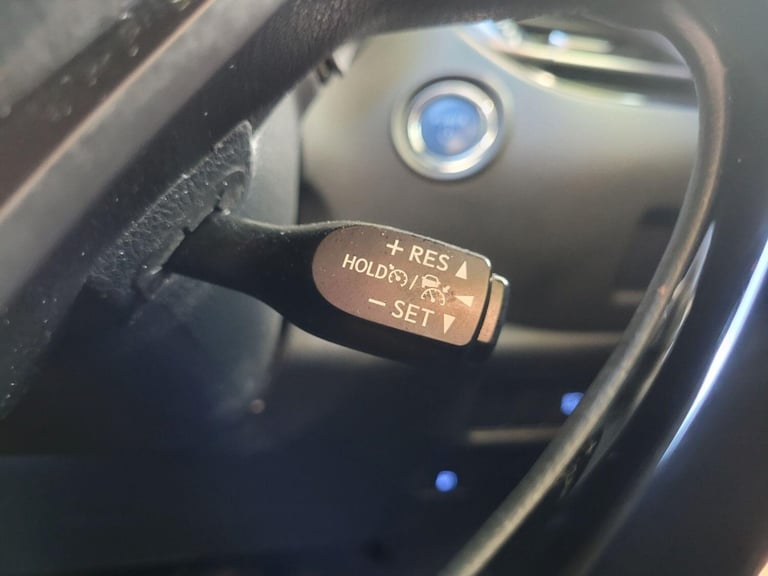 + RES ▲
HOLD /
− SET ▼